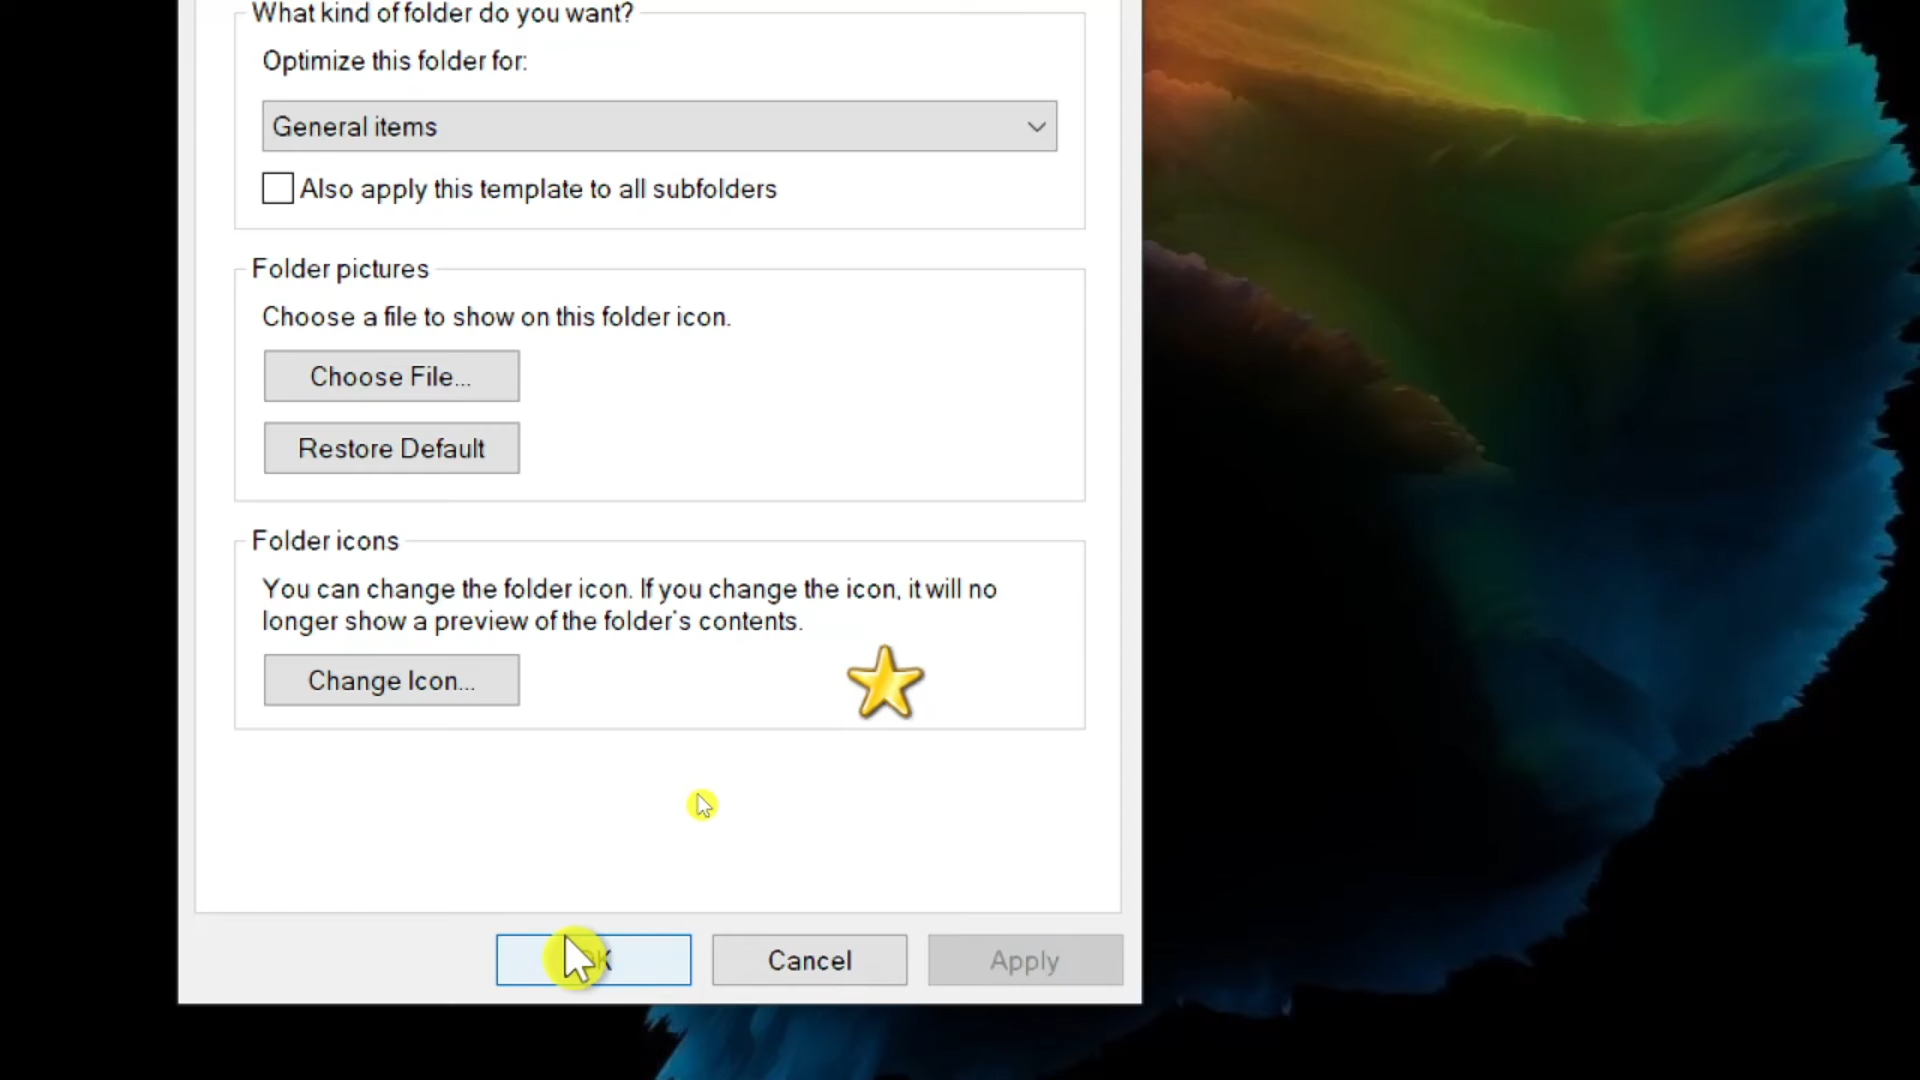 What kind of folder do you want?
Optimize this folder for:
General items
Also apply this template to all subfolders
Folder pictures
Choose a file to show on this folder icon.
Choose File...
Restore Default
Folder icons
You can change the folder icon. If you change the icon, it will no
longer show a preview of the folder's contents.
Change Icon...
Cancel
Apply